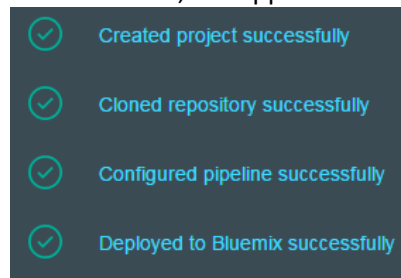 Created project successfully
Cloned repository successfully
Configured pipeline successfully
Deployed to Bluemix successfully